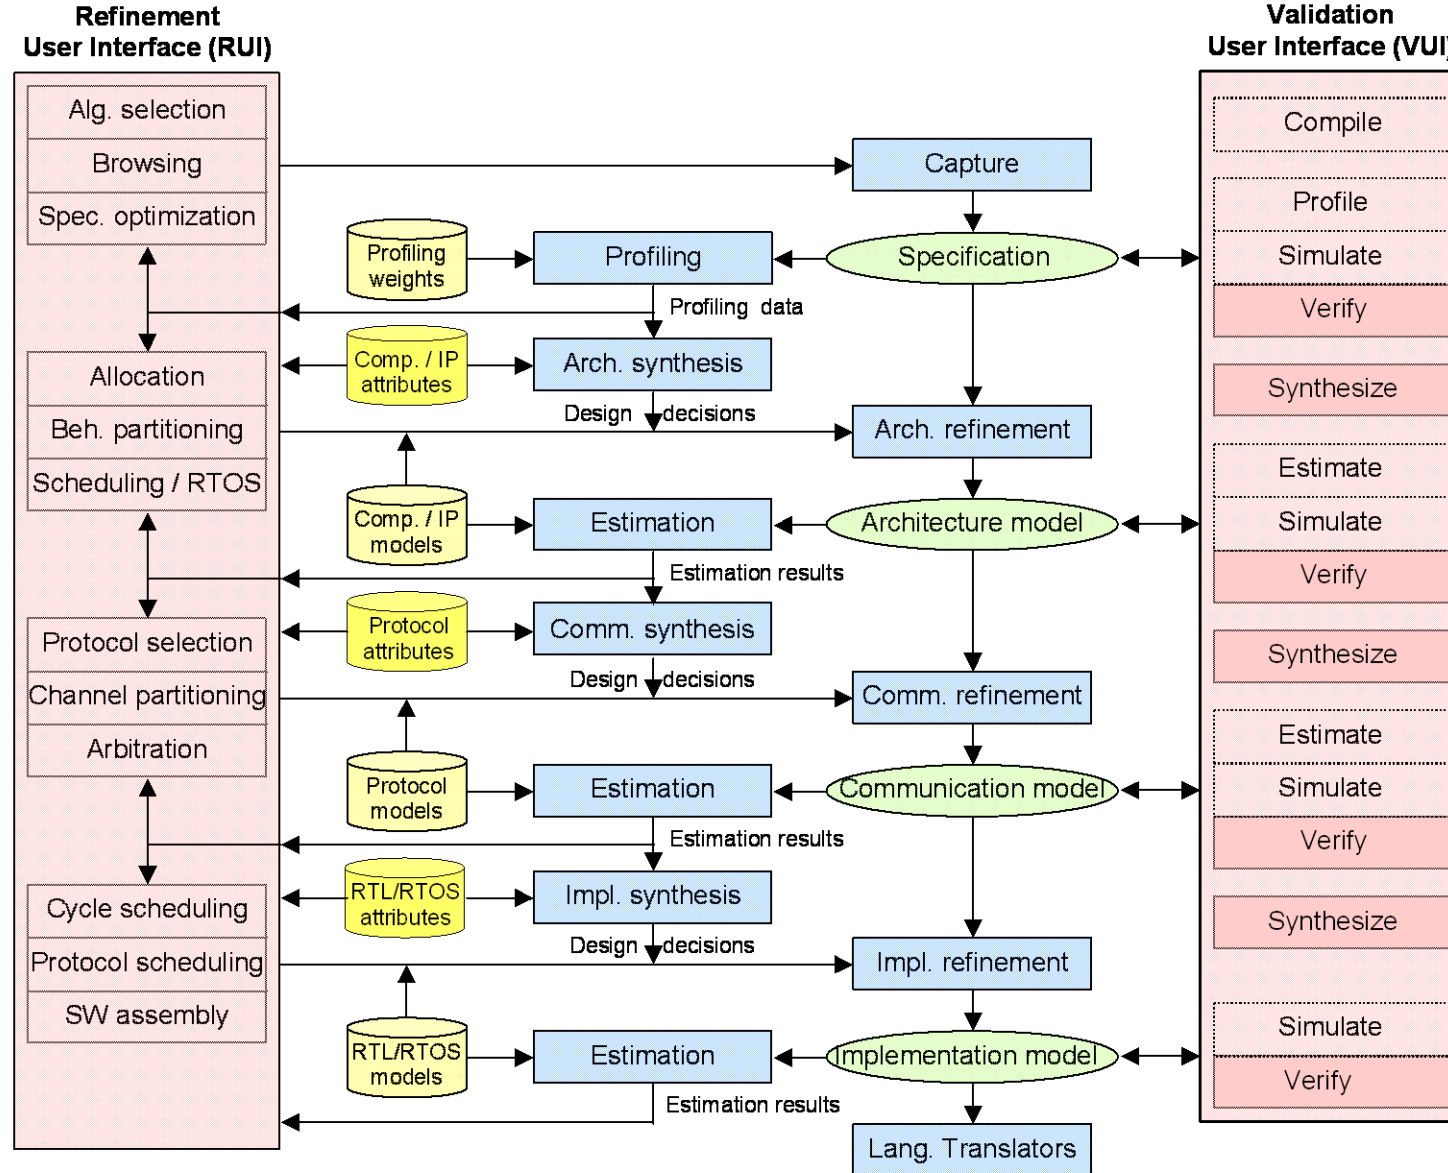 Refinement
User Interface (RUI)
Validation
User Interface (VUI)
Alg. selection
Browsing
Spec. optimization
Allocation
Beh. partitioning
Scheduling / RTOS
Protocol selection
Channel partitioning
Arbitration
Cycle scheduling
Protocol scheduling
SW assembly
Capture
Profiling
weights
Profiling
Specification
Profiling data
Comp. / IP
attributes
Arch. synthesis
Design decisions
Arch. refinement
Comp. / IP
models
Estimation
Architecture model
Estimation results
Protocol
attributes
Comm. synthesis
Design decisions
Comm. refinement
Protocol
models
Estimation
Communication model
Estimation results
RTL/RTOS
attributes
Impl. synthesis
Design decisions
Impl. refinement
RTL/RTOS
models
Estimation
Implementation model
Estimation results
Lang. Translators
Compile
Profile
Simulate
Verify
Synthesize
Estimate
Simulate
Verify
Synthesize
Estimate
Simulate
Verify
Synthesize
Simulate
Verify